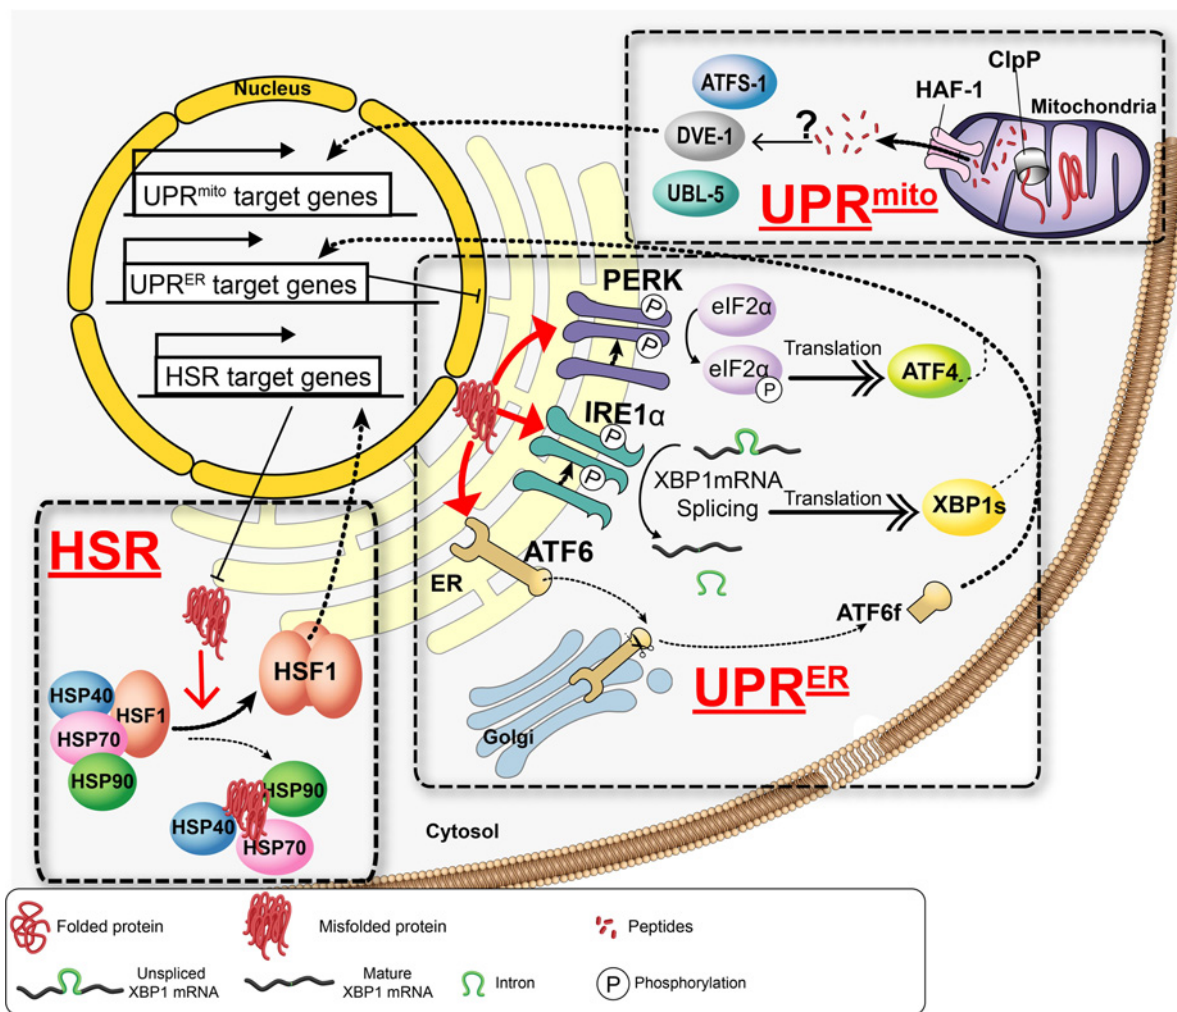 Nucleus
UPRmito target genes
UPRER target genes
HSR target genes
ATFS-1
DVE-1
UBL-5
?
ClpP
HAF-1
Mitochondria
UPRmito
PERK
P
P
eIF2α
eIF2α
P
Translation
ATF4
IRE1α
P
P
XBP1mRNA
Splicing
Translation
XBP1s
ATF6
ER
ATF6f
UPRER
Golgi
HSR
HSF1
HSP40
HSF1
HSP70
HSP90
HSP90
HSP40
HSP70
Cytosol
Folded protein
Misfolded protein
Peptides
Unspliced
XBP1 mRNA
Mature
XBP1 mRNA
Intron
P
Phosphorylation